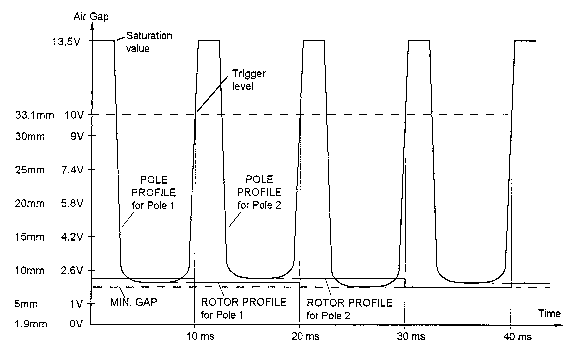 Air Gap
13,5V
Saturation
value
Trigger
level
33.1mm 10V
30mm 9V
25mm 7.4V
20mm 5.8V
15mm 4.2V
10mm 2.6V
5mm 1V
1.9mm 0V
POLE
PROFILE
for Pole 1
POLE
PROFILE
for Pole 2
MIN. GAP
ROTOR PROFILE
for Pole 1
ROTOR PROFILE
for Pole 2
Time
10 ms 20 ms 30 ms 40 ms